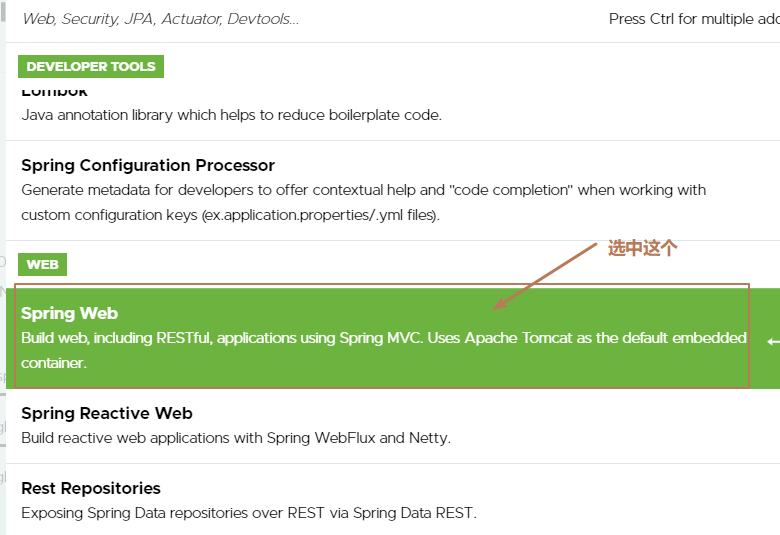 Web, Security, JPA, Actuator, Devtools...
Press Ctrl for multiple
DEVELOPER TOOLS
Lombok
Java annotation library which helps to reduce boilerplate code.
Spring Configuration Processor
Generate metadata for developers to offer contextual help and "code completion" when working with
custom configuration keys (ex.application.properties/.yml files).
选中这个
WEB
Spring Web
Build web, including RESTful, applications using Spring MVC. Uses Apache Tomcat as the default embedded
container.
Spring Reactive Web
Build reactive web applications with Spring WebFlux and Netty.
Rest Repositories
Exposing Spring Data repositories over REST via Spring Data REST.